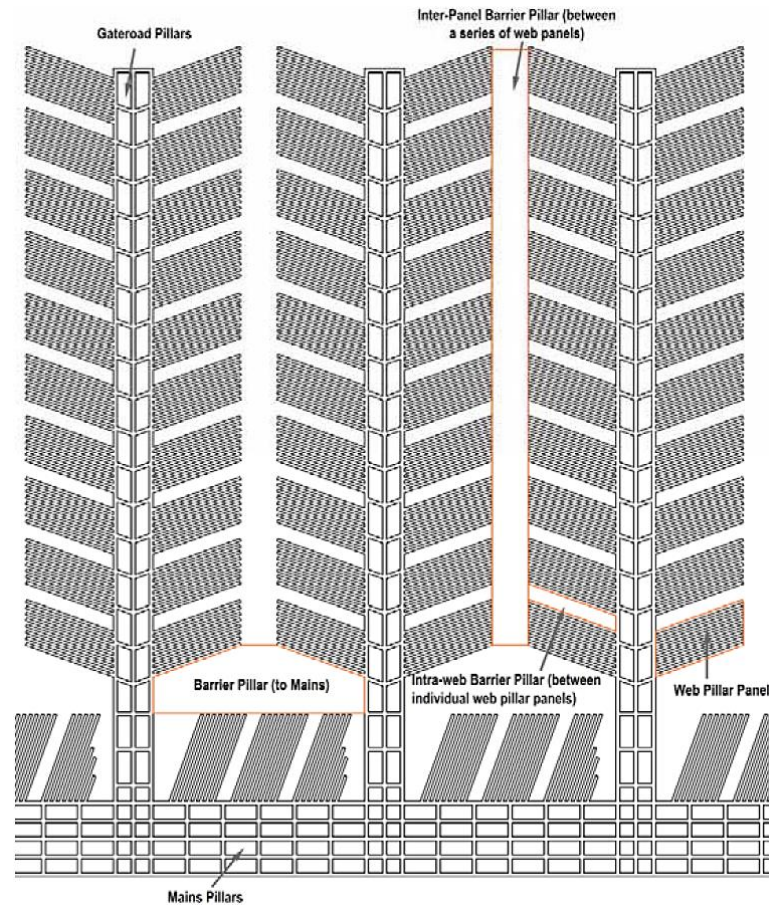 Gateroad Pillars
Inter-Panel Barrier Pillar (between
a series of web panels)
Barrier Pillar (to Mains)
Intra-web Barrier Pillar (between
individual web pillar panels)
Web Pillar Panel
Mains Pillars